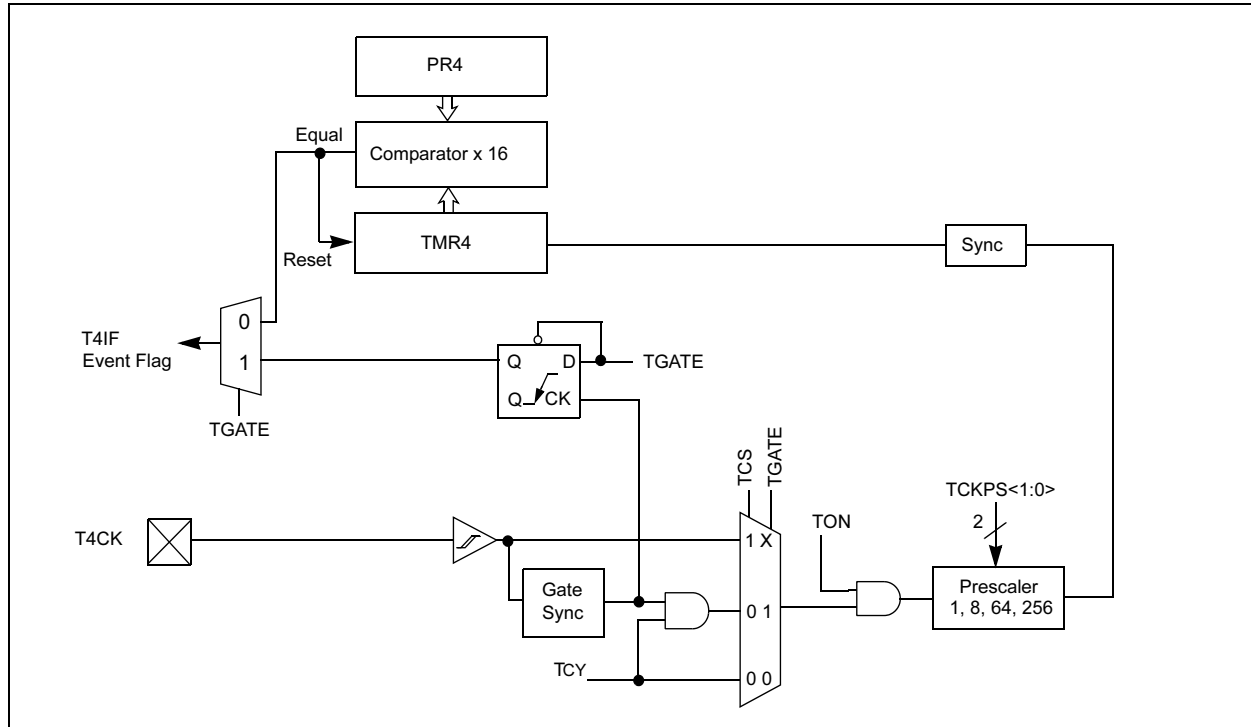 PR4
Equal
Comparator x 16
TMR4
Reset
Sync
0
1
T4IF
Event Flag
TGATE
Q
D
Q
CK
TGATE
TCS
TGATE
TCKPS<1:0>
2
TON
T4CK
1 X
Gate
Sync
0 1
Prescaler
1, 8, 64, 256
TCY
0 0